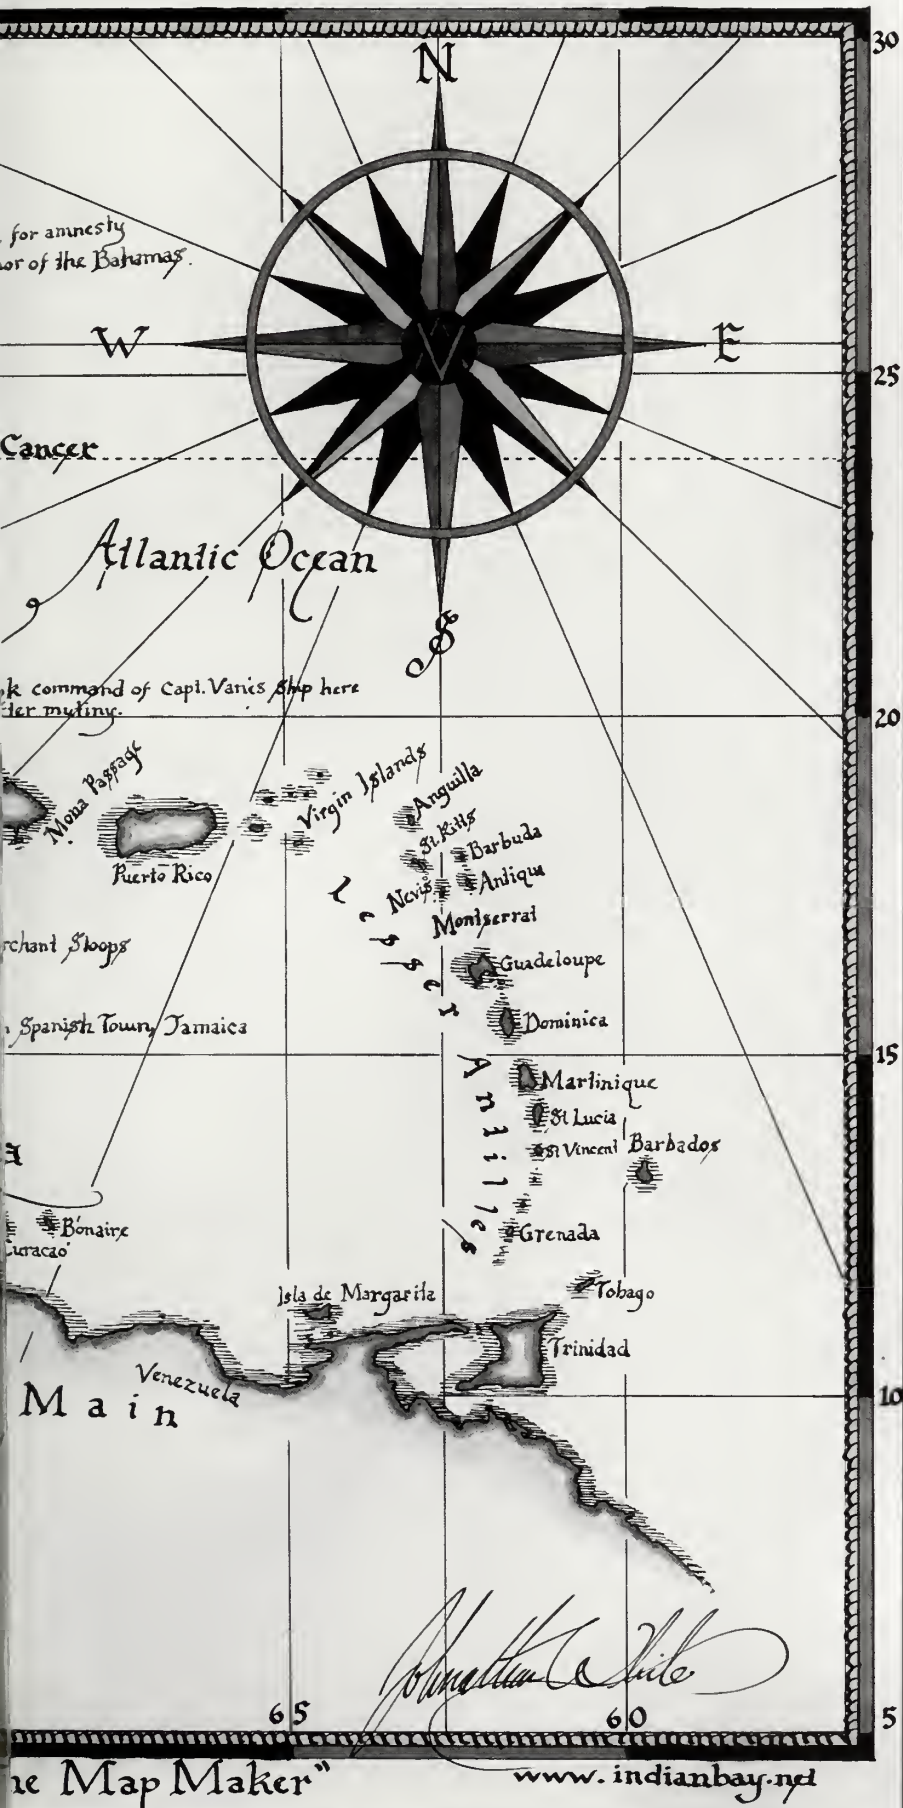 N
30
for amnesty
nor of the Bahamas.
W
E
25
Cancer
Atlantic Ocean
S
k command of Capt. Vanes Ship here
ter mutiny.
20
Mona Passage
Virgin Islands
Anguilla
Puerto Rico
St. Kitts
Barbuda
Nevis
Antigua
Montserrat
Lesser Antilles
rchant Sloops
Guadeloupe
Spanish Town, Jamaica
Dominica
15
Martinique
St Lucia
St Vincent
Barbados
Bonaire
Curacao
Grenada
Isla de Margarita
Tobago
Trinidad
Venezuela
Main
10
65
60
5
he Map Maker"
www.indianbay.net